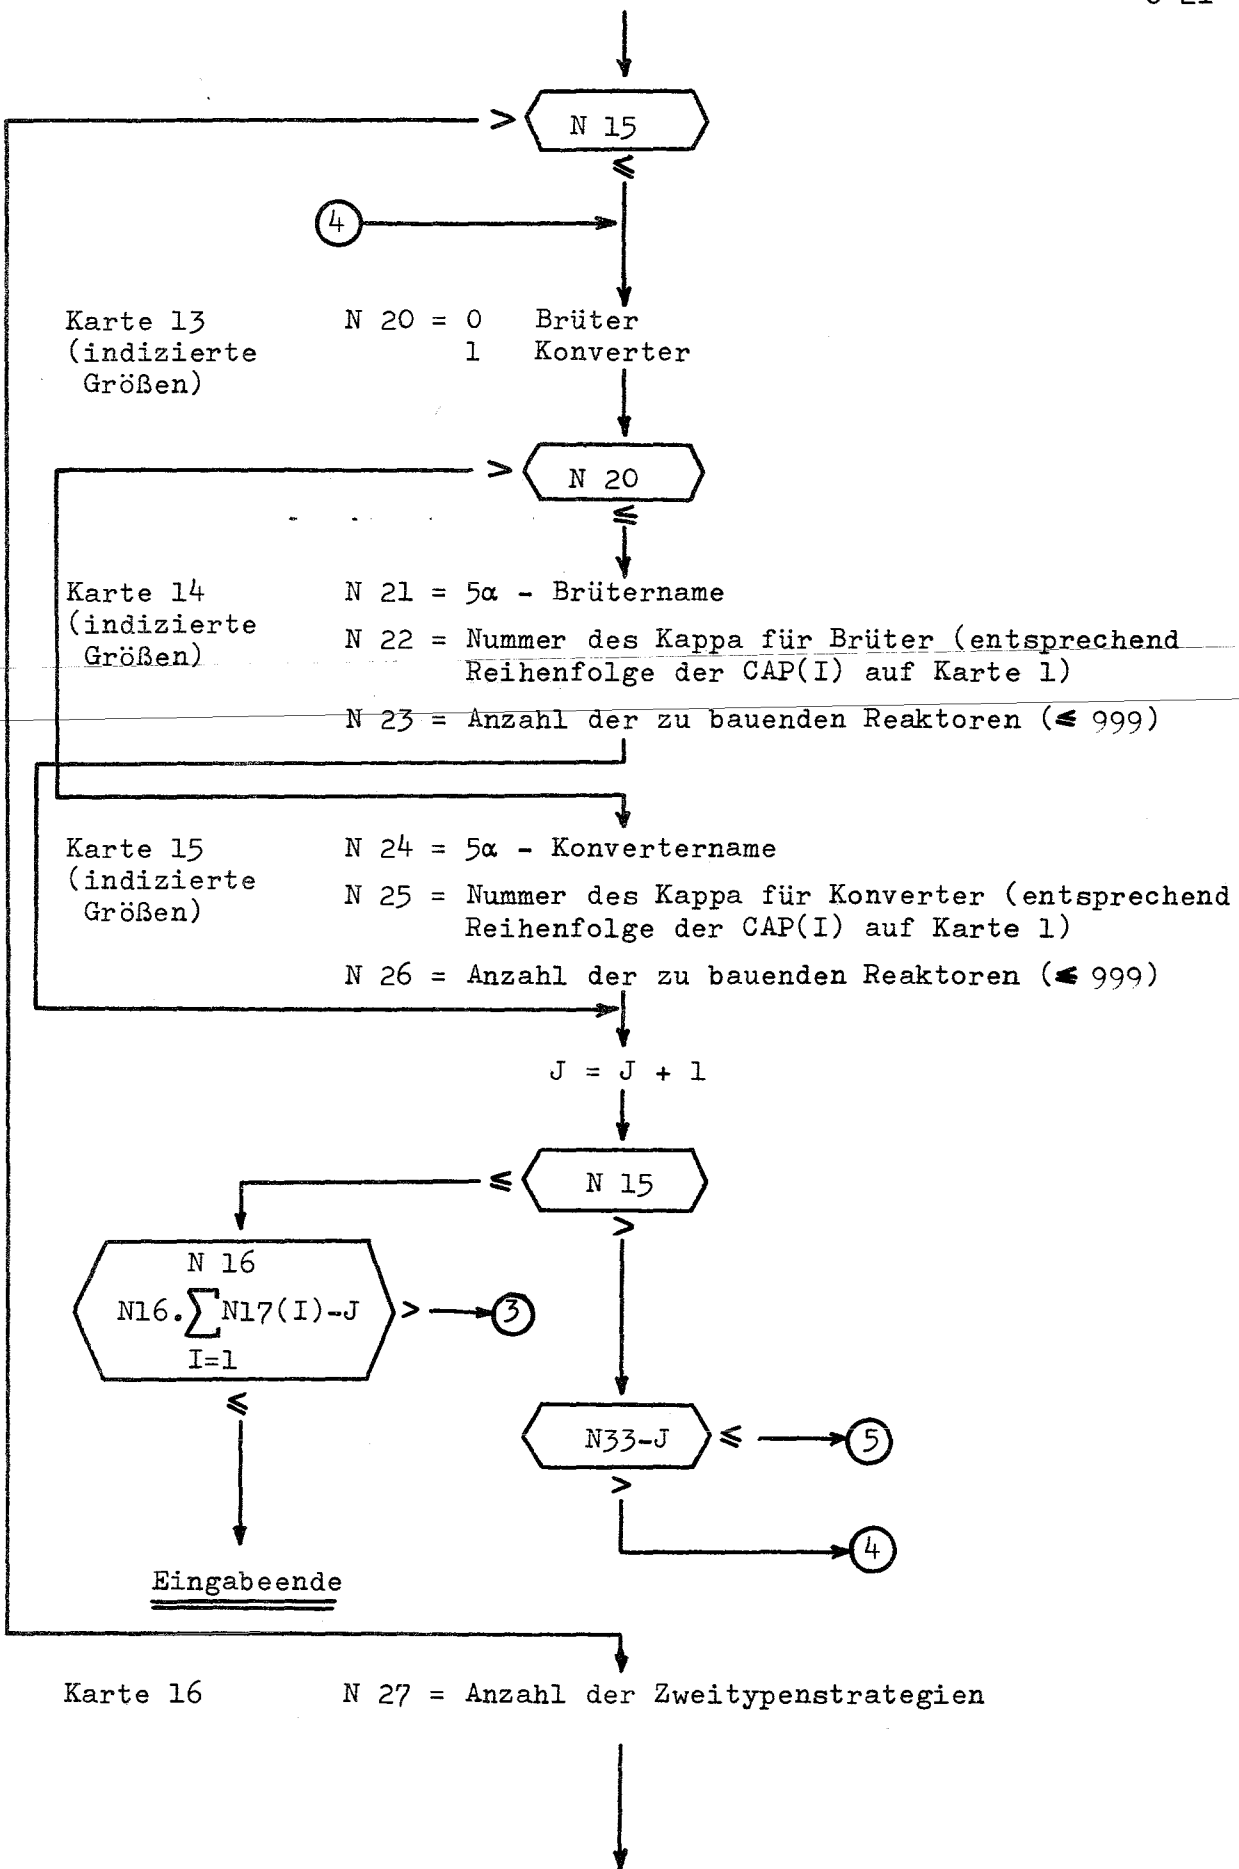 > N 15
≤
4
Karte 13 N 20 = 0 Brüter
(indizierte 1 Konverter
Größen)
> N 20
≤
Karte 14 N 21 = 5α - Brütername
(indizierte N 22 = Nummer des Kappa für Brüter (entsprechend
Größen) Reihenfolge der CAP(I) auf Karte 1)
N 23 = Anzahl der zu bauenden Reaktoren (≤ 999)
Karte 15 N 24 = 5α - Konvertername
(indizierte N 25 = Nummer des Kappa für Konverter (entsprechend
Größen) Reihenfolge der CAP(I) auf Karte 1)
N 26 = Anzahl der zu bauenden Reaktoren (≤ 999)
J = J + 1
≤ N 15
>
N 16
N16.∑N17(I)-J > 3
I=1
≤
N33-J ≤ 5
>
4
Eingabeende
Karte 16 N 27 = Anzahl der Zweitypenstrategien